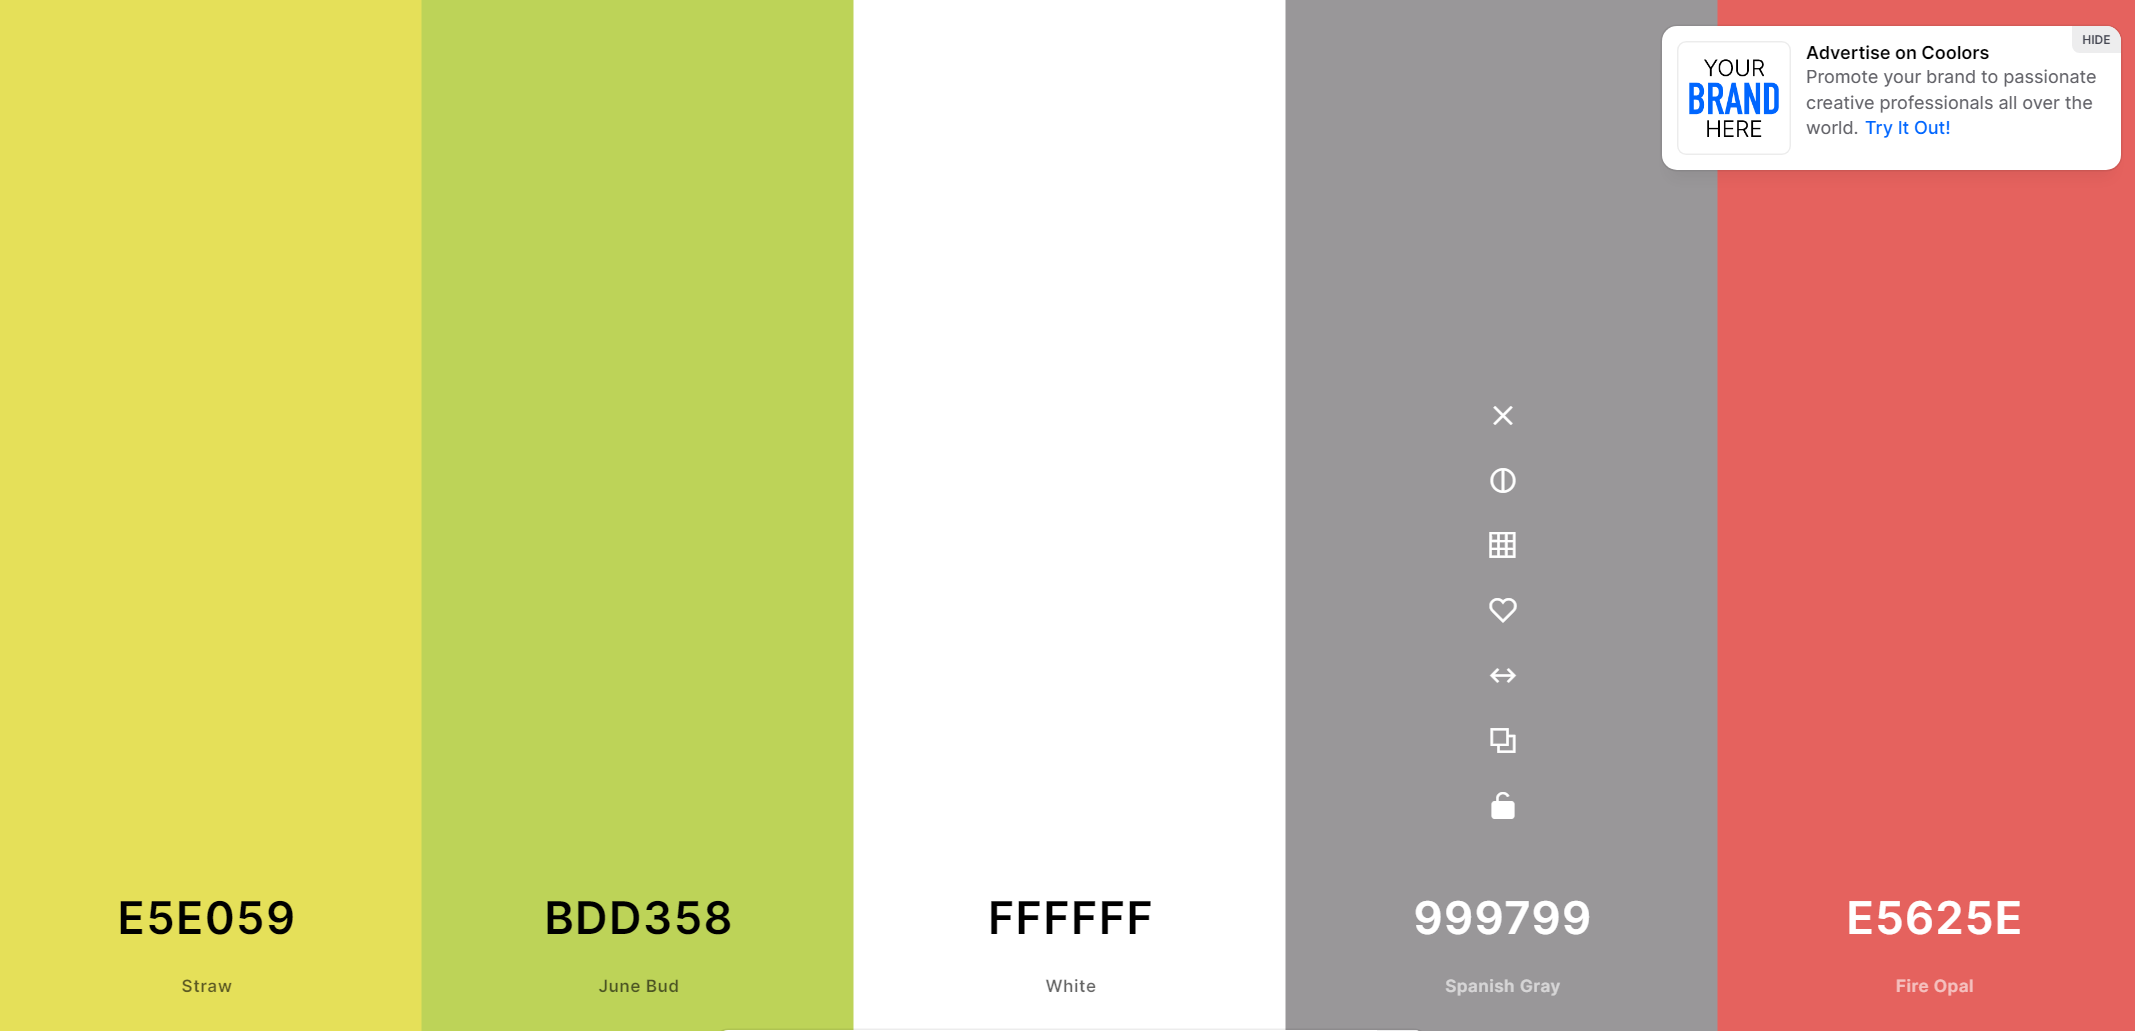 HIDE
YOUR
BRAND
HERE
Advertise on Coolors
Promote your brand to passionate
creative professionals all over the
world. Try It Out!
E5E059
Straw
BDD358
June Bud
FFFFFF
White
999799
Spanish Gray
E5625E
Fire Opal